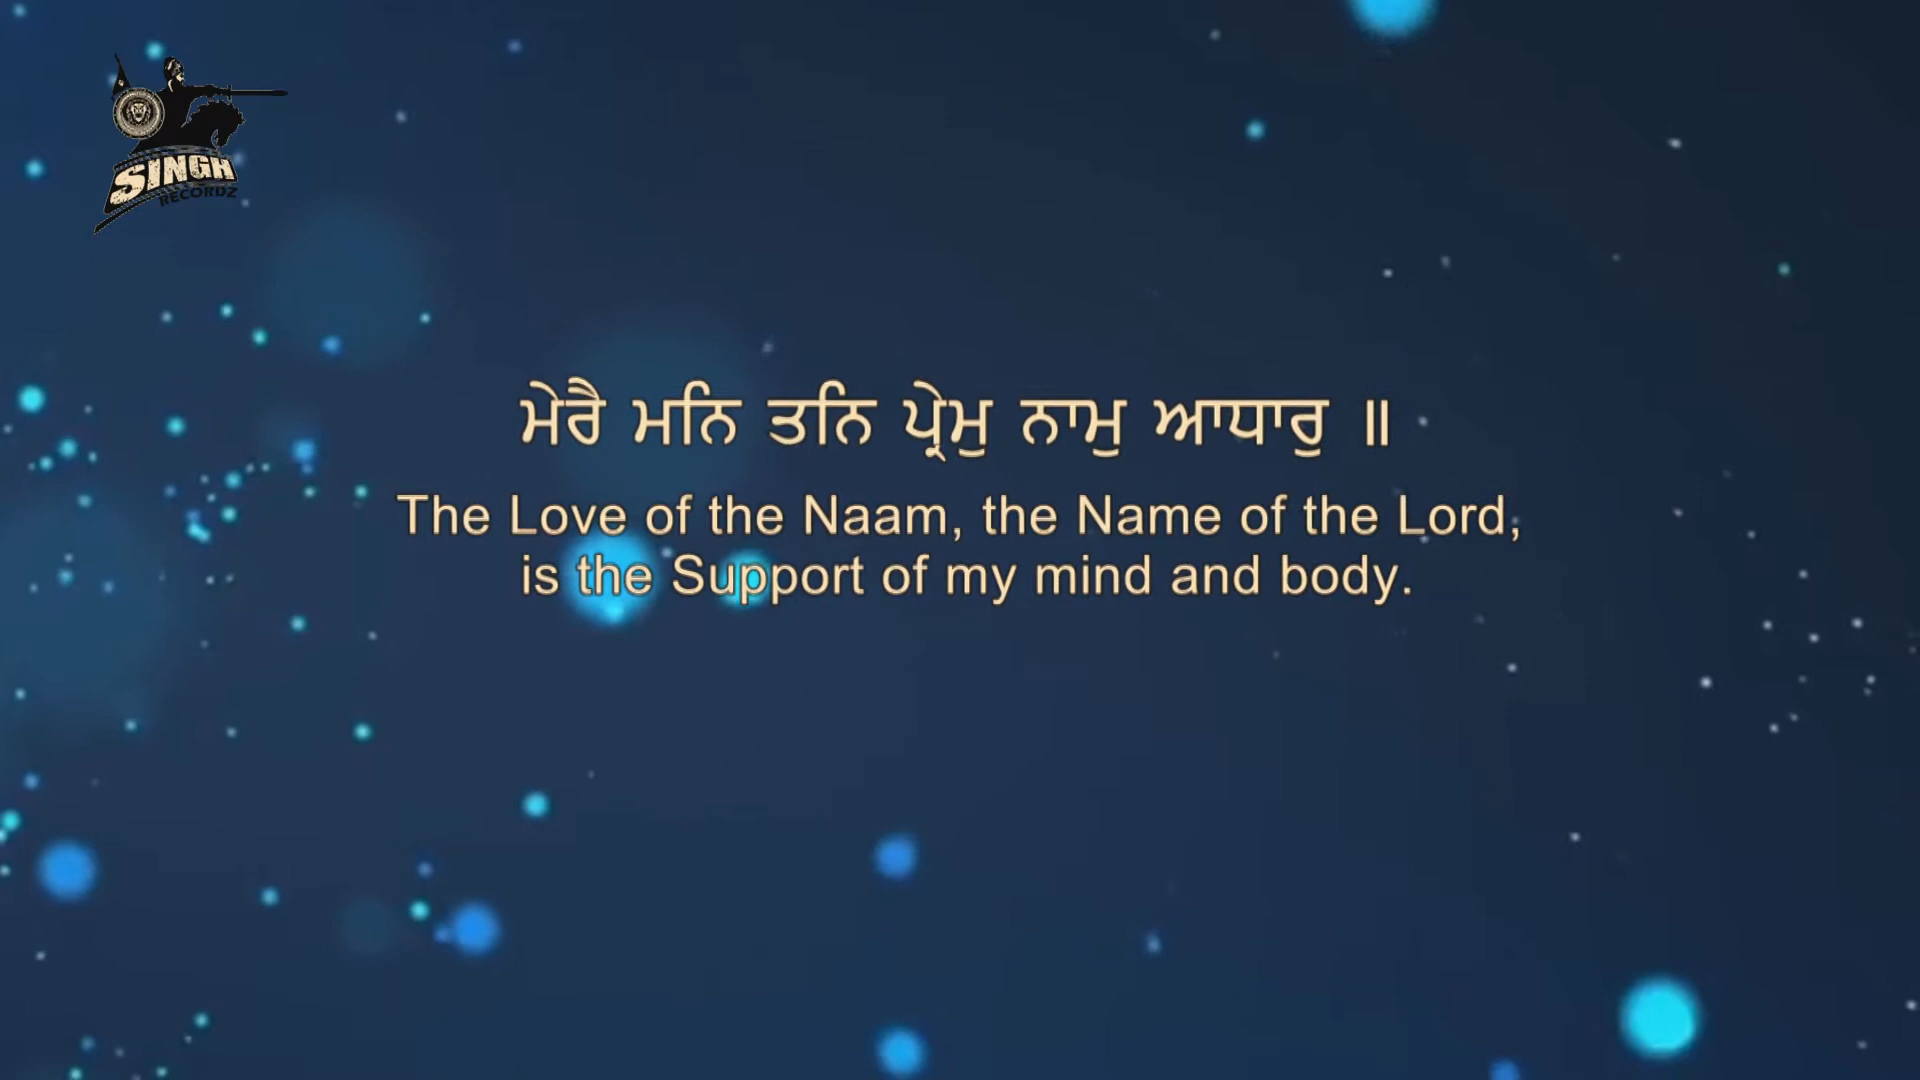 SINGH
RECORDZ
ਮੇਰੈ ਮਨਿ ਤਨਿ ਪ੍ਰੇਮੁ ਨਾਮੁ ਆਧਾਰੁ ॥
The Love of the Naam, the Name of the Lord,
is the Support of my mind and body.